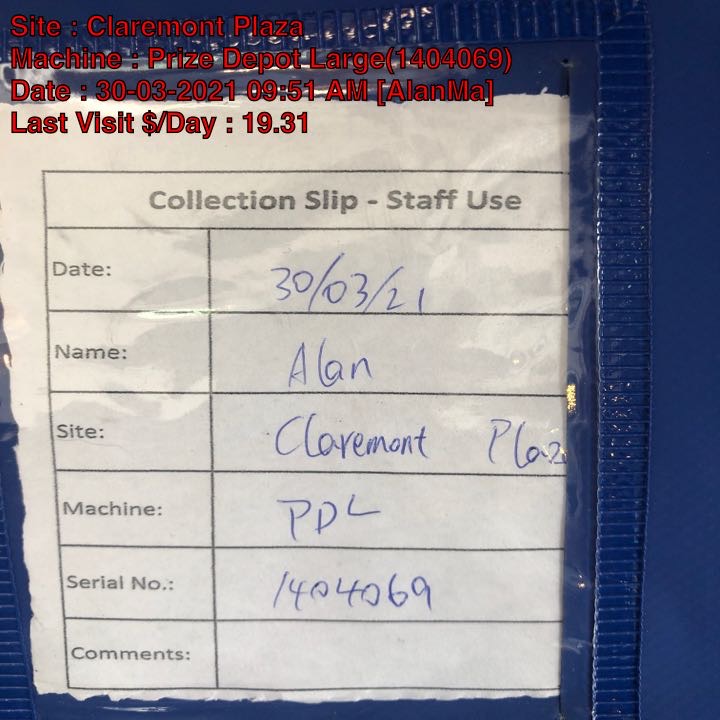 Site : Claremont Plaza
Machine : Prize Depot Large(1404069)
Date : 30-03-2021 09:51 AM [AlanMa]
Last Visit $/Day : 19.31
Collection Slip - Staff Use
Date: 30/03/21
Name: Alan
Site: Claremont Plaz
Machine: PDL
Serial No.: 1404069
Comments: